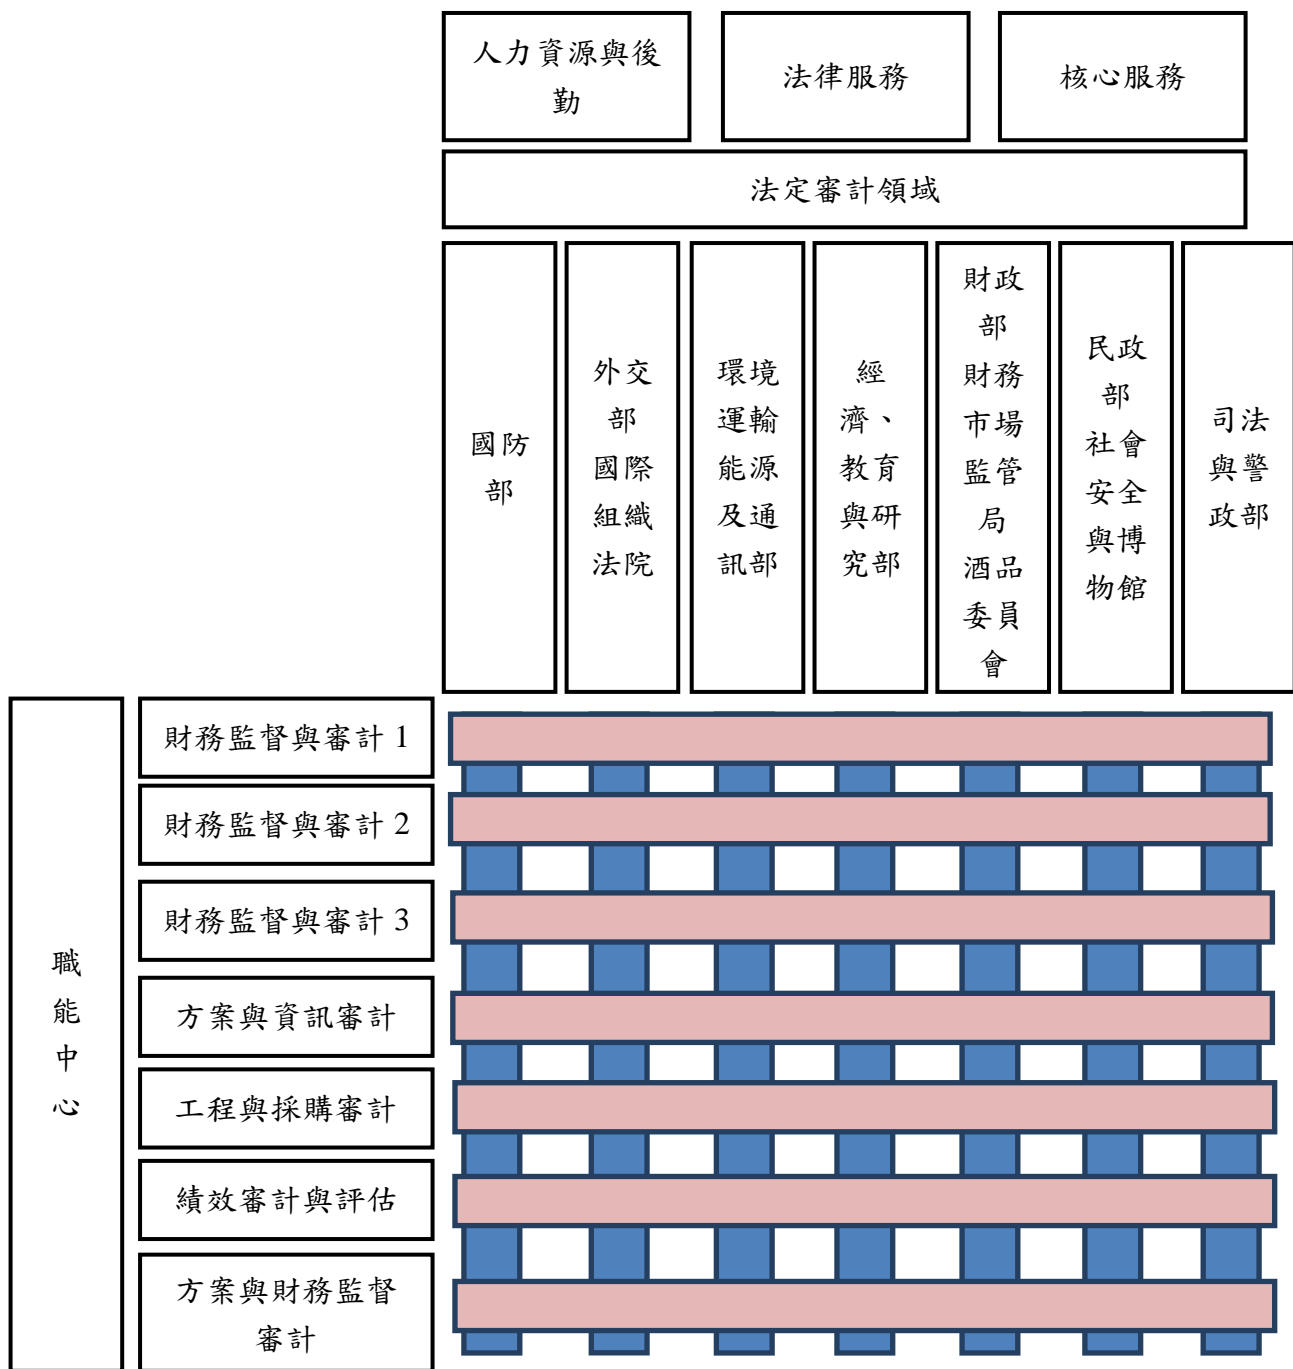 人力資源與後
勤
法律服務
核心服務
法定審計領域
國防
部
外交
部
國際
組織
法院
環境
運輸
能源
及通
訊部
經
濟、
教育
與研
究部
財政
部
財務
市場
監管
局
酒品
委員
會
民政
部
社會
安全
與博
物館
司法
與警
政部
職
能
中
心
財務監督與審計 1
財務監督與審計 2
財務監督與審計 3
方案與資訊審計
工程與採購審計
績效審計與評估
方案與財務監督
審計